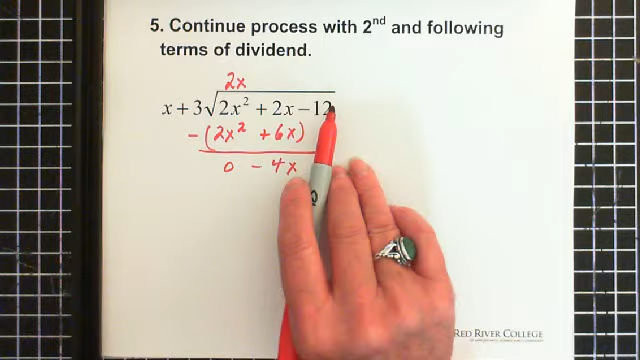 5. Continue process with 2nd and following
terms of dividend.
2x
x + 3√2x² + 2x − 12
− (2x² + 6x)
0 − 4x
RED RIVER COLLEGE